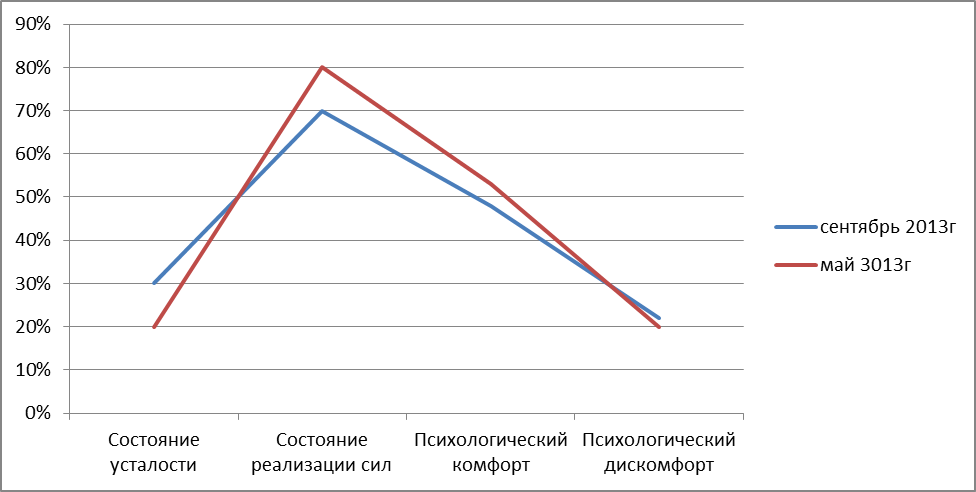 90%
80%
70%
60%
50%
40%
30%
20%
10%
0%
Состояние
усталости
Состояние
реализации сил
Психологический
комфорт
Психологический
дискомфорт
сентябрь 2013г
май 3013г